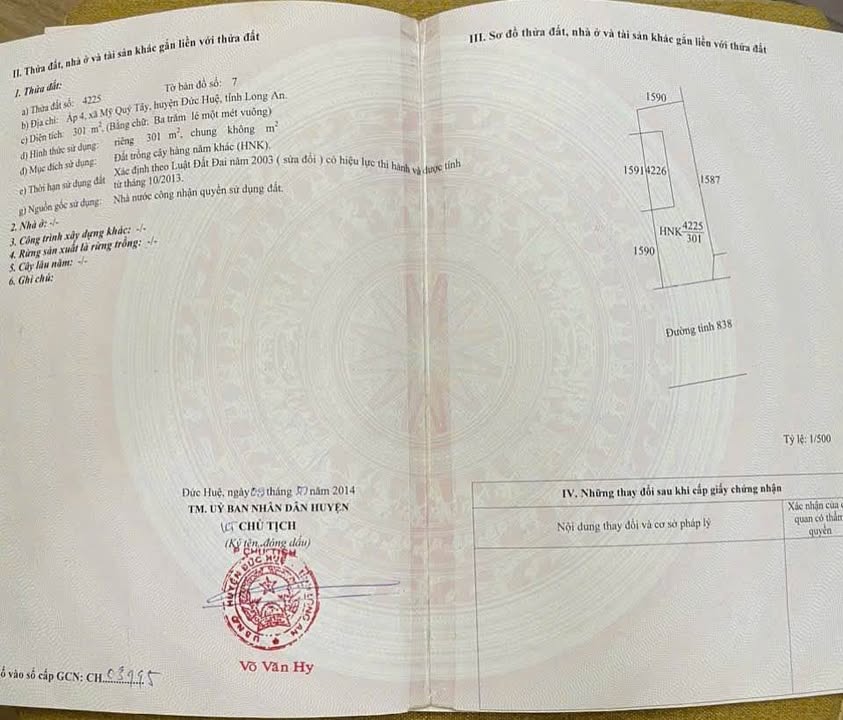 II. Thửa đất, nhà ở và tài sản khác gắn liền với thửa đất
1. Thửa đất:
a) Thửa đất số: 4225 Tờ bản đồ số: 7
b) Địa chỉ: Ấp 4, xã Mỹ Quý Tây, huyện Đức Huệ, tỉnh Long An.
c) Diện tích: 301 m², (Bằng chữ: Ba trăm lẻ một mét vuông)
d) Hình thức sử dụng: riêng 301 m², chung không m²
đ) Mục đích sử dụng: Đất trồng cây hàng năm khác (HNK).
e) Thời hạn sử dụng đất Xác định theo Luật Đất Đai năm 2003 ( sửa đổi ) có hiệu lực thi hành và được tính
từ tháng 10/2013.
g) Nguồn gốc sử dụng: Nhà nước công nhận quyền sử dụng đất.
2. Nhà ở: -/-
3. Công trình xây dựng khác: -/-
4. Rừng sản xuất là rừng trồng: -/-
5. Cây lâu năm: -/-
6. Ghi chú:
Đức Huệ, ngày tháng năm 2014
TM. UỶ BAN NHÂN DÂN HUYỆN
KT CHỦ TỊCH
(Ký tên, đóng dấu)
P CHỦ TỊCH
U.B.N.D HUYỆN ĐỨC HUỆ
TỈNH LONG AN
Võ Văn Hy
ố vào sổ cấp GCN: CH 03995
III. Sơ đồ thửa đất, nhà ở và tài sản khác gắn liền với thửa đất
1590
1591
4226
1587
HNK 4225
301
1590
Đường tỉnh 838
Tỷ lệ: 1/500
IV. Những thay đổi sau khi cấp giấy chứng nhận
Nội dung thay đổi và cơ sở pháp lý
Xác nhận của
quan có thẩm
quyền